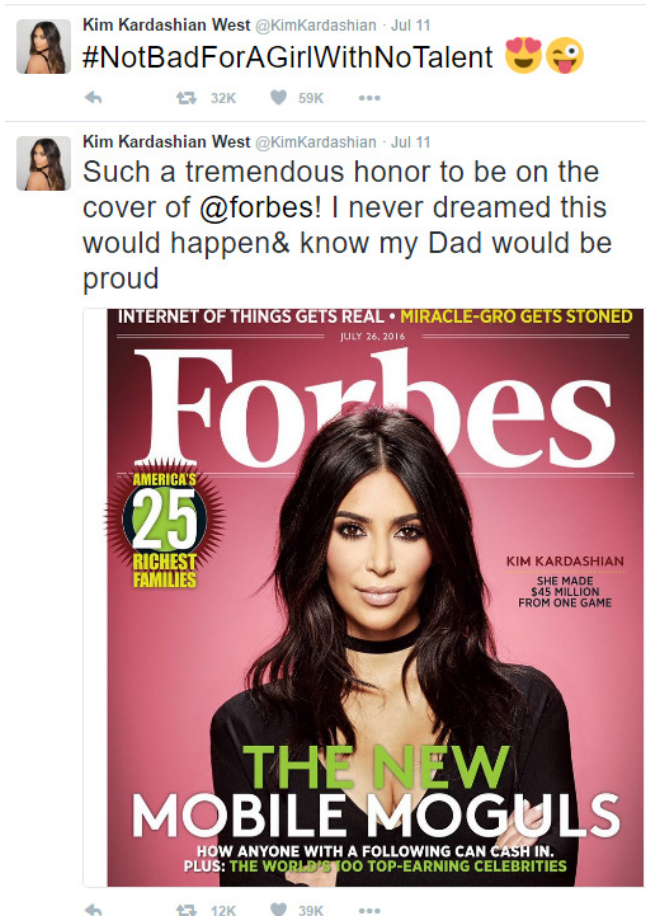 Kim Kardashian West @KimKardashian · Jul 11
#NotBadForAGirlWithNoTalent 😍😜
32K 59K
Kim Kardashian West @KimKardashian · Jul 11
Such a tremendous honor to be on the
cover of @forbes! I never dreamed this
would happen& know my Dad would be
proud
INTERNET OF THINGS GETS REAL • MIRACLE-GRO GETS STONED
JULY 26, 2016
Forbes
AMERICA'S
25
RICHEST
FAMILIES
KIM KARDASHIAN
SHE MADE
$45 MILLION
FROM ONE GAME
THE NEW
MOBILE MOGULS
HOW ANYONE WITH A FOLLOWING CAN CASH IN.
PLUS: THE WORLD'S 100 TOP-EARNING CELEBRITIES
12K 39K